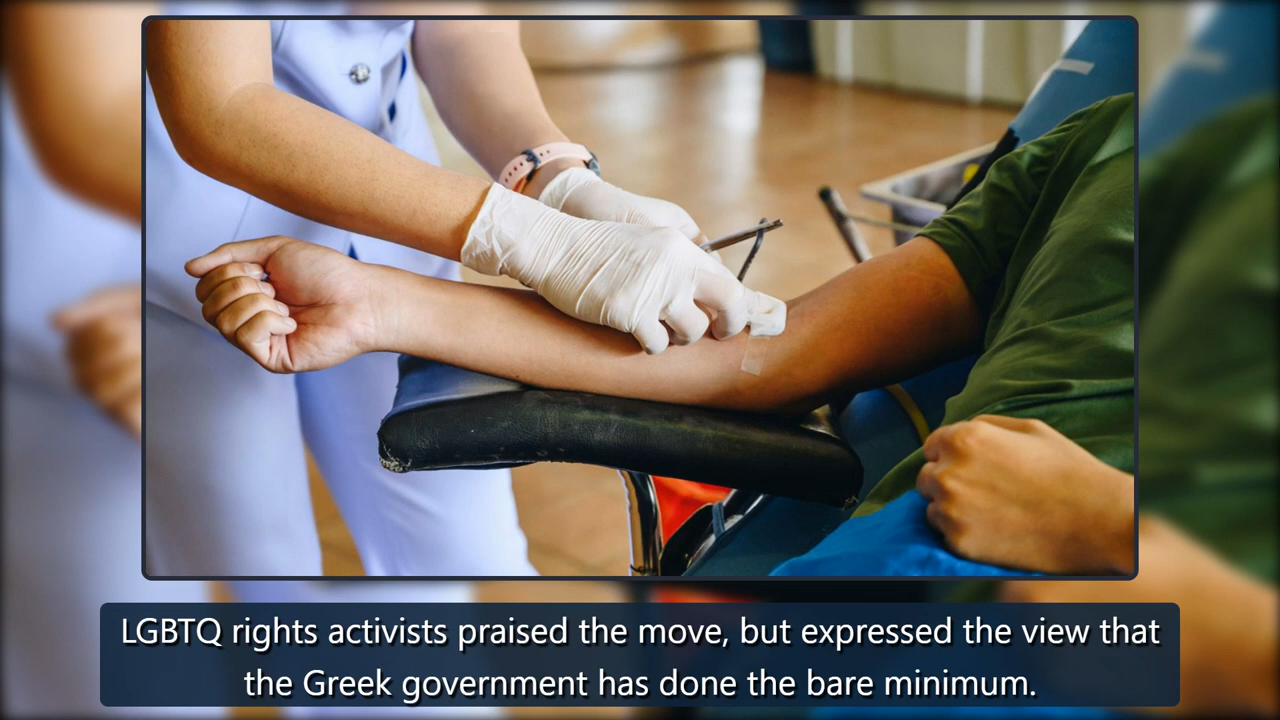 LGBTQ rights activists praised the move, but expressed the view that
the Greek government has done the bare minimum.